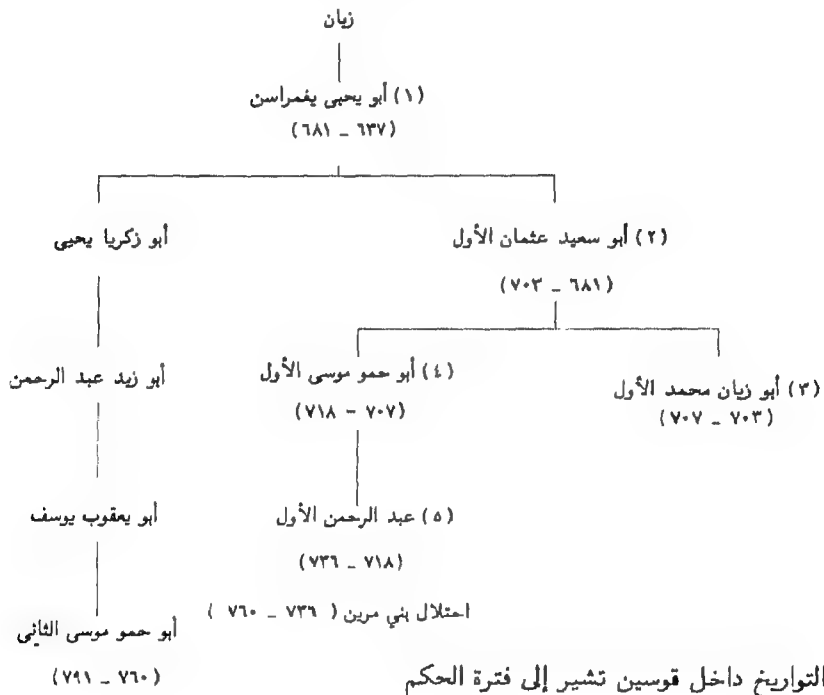 زيان
(١) أبو يحيى يغمراسن
(٦٣٧ – ٦٨١)
(٢) أبو سعيد عثمان الأول
أبو زكريا يحيى
(٦٨١ – ٧٠٣)
(٣) أبو زيان محمد الأول
(٧٠٣ – ٧٠٧)
(٤) أبو حمو موسى الأول
(٧٠٧ – ٧١٨)
أبو زيد عبد الرحمن
(٥) عبد الرحمن الأول
أبو يعقوب يوسف
(٧١٨ – ٧٣٦)
احتلال بني مرين (٧٣٦ – ٧٦٠)
أبو حمو موسى الثاني
(٧٦٠ – ٧٩١)
التواريخ داخل قوسين تشير إلى فترة الحكم